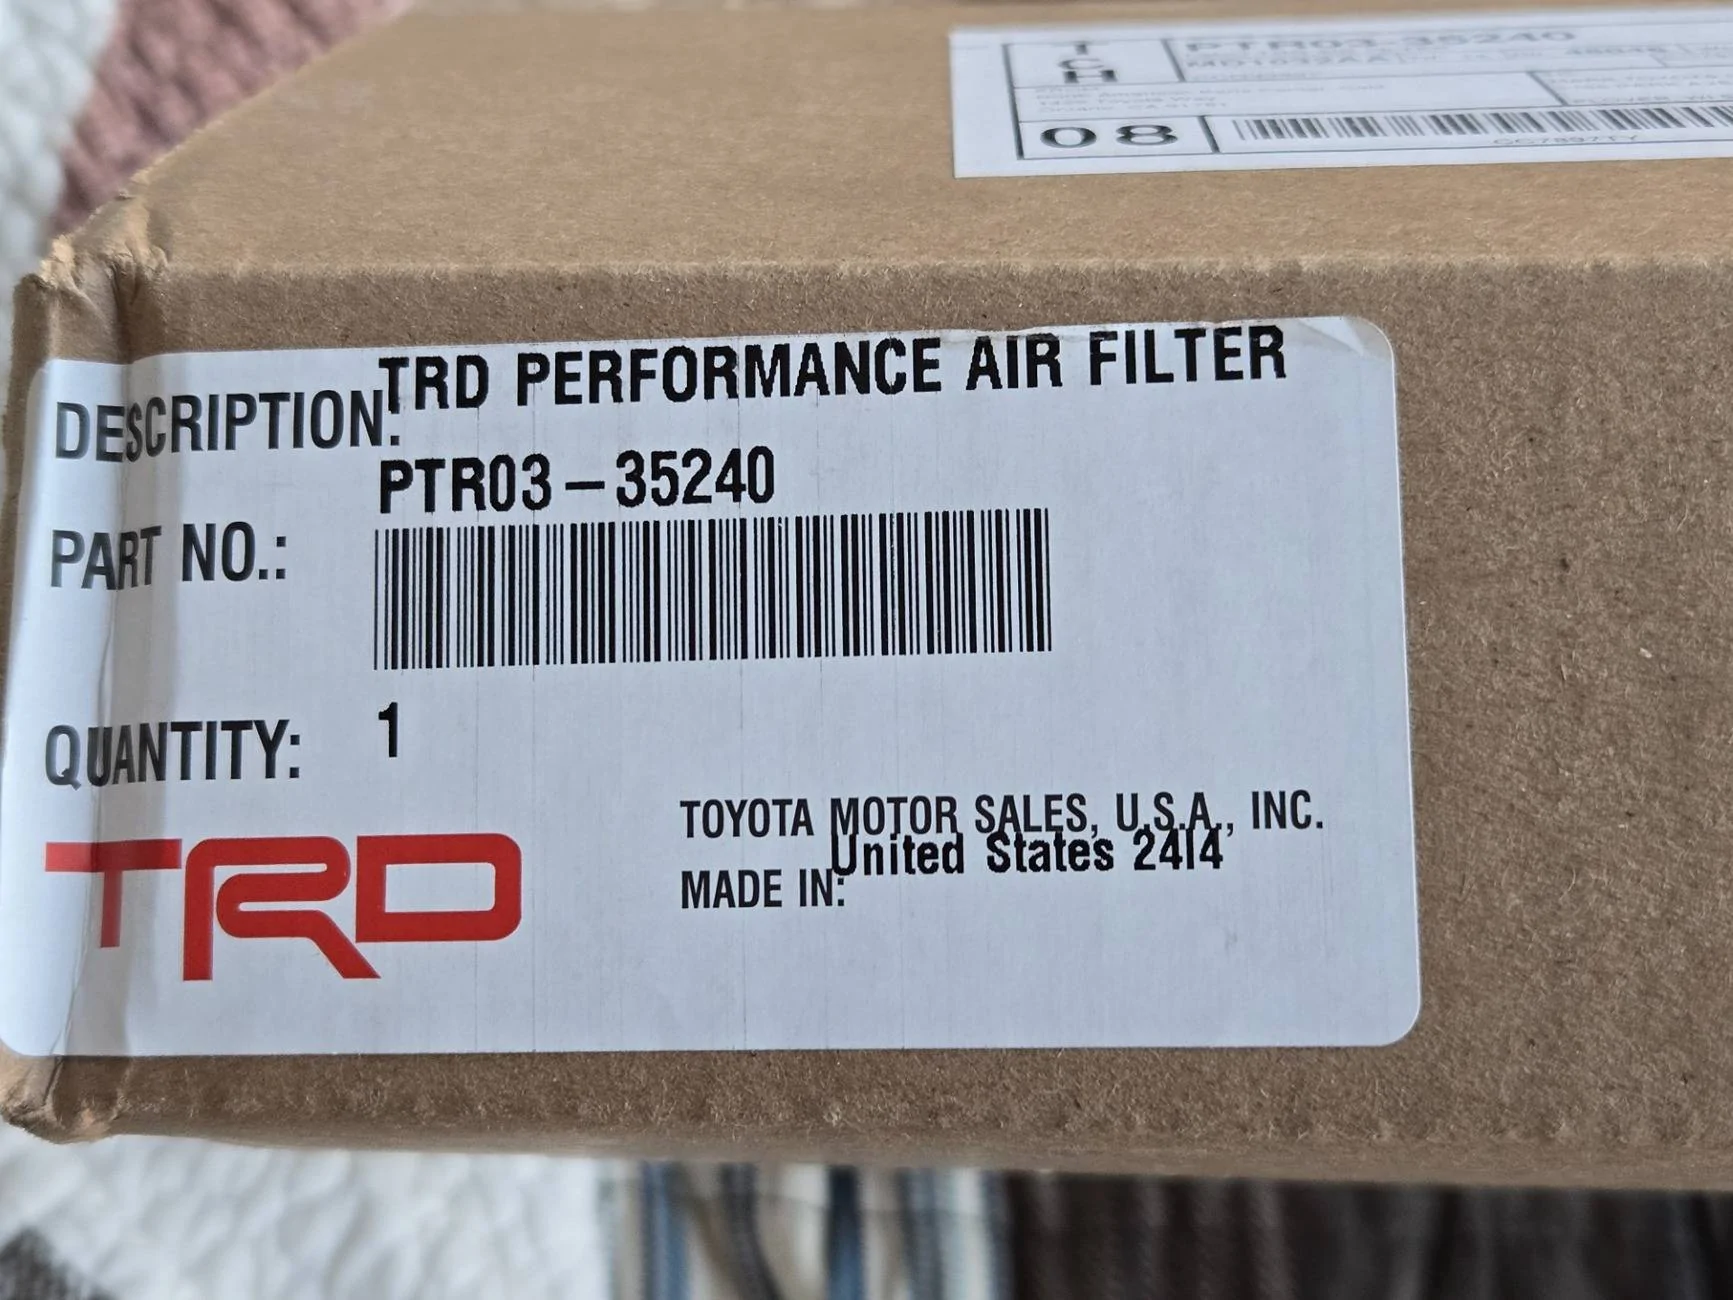 T
C
H
PTR03-35240
08
DESCRIPTION:
TRD PERFORMANCE AIR FILTER
PTR03-35240
PART NO.:
QUANTITY: 1
TRD
TOYOTA MOTOR SALES, U.S.A., INC.
United States 24I4
MADE IN: